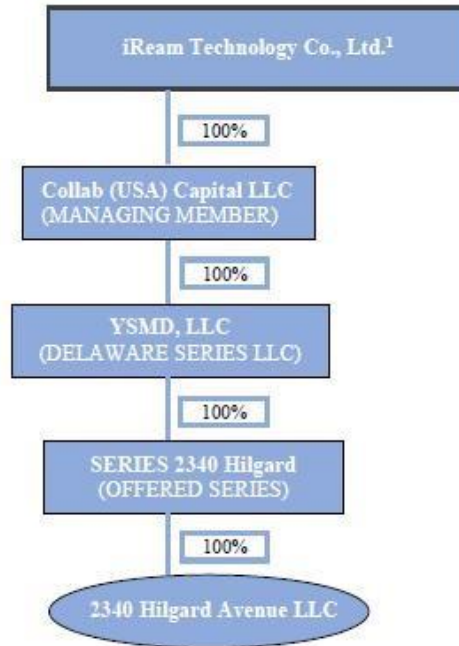 iReam Technology Co., Ltd.¹
100%
Collab (USA) Capital LLC
(MANAGING MEMBER)
100%
YSMD, LLC
(DELAWARE SERIES LLC)
100%
SERIES 2340 Hilgard
(OFFERED SERIES)
100%
2340 Hilgard Avenue LLC